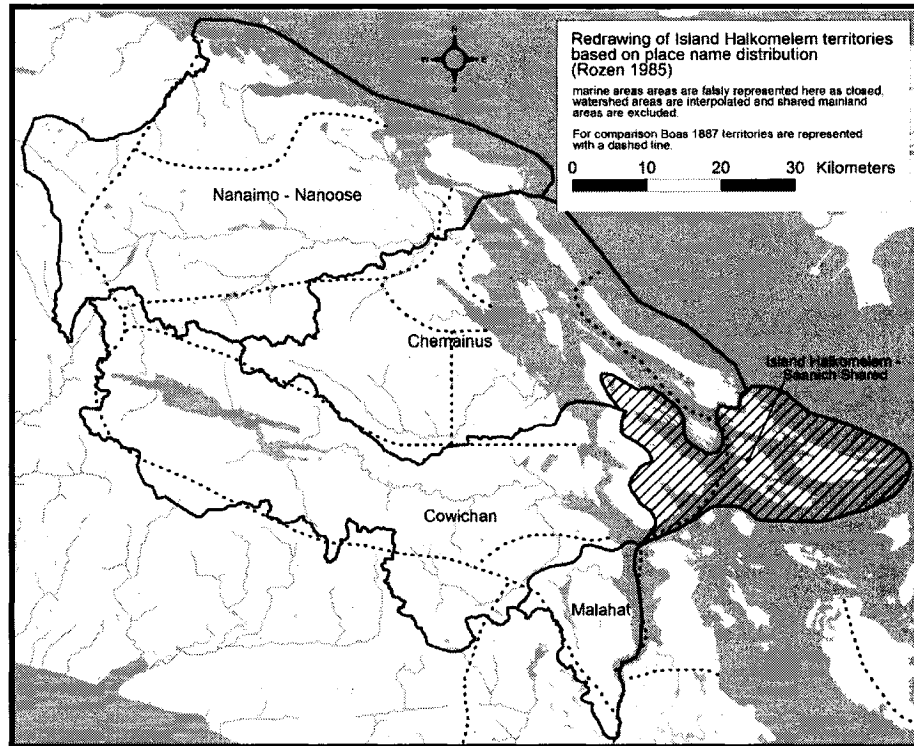 Redrawing of Island Halkomelem territories
based on place name distribution
(Rozen 1985)
marine areas areas are falsly represented here as closed,
watershed areas are interpolated and shared mainland
areas are excluded.
For comparison Boas 1887 territories are represented
with a dashed line.
0 10 20 30 Kilometers
Nanaimo - Nanoose
Chemainus
Island Halkomelem -
Saanich Shared
Cowichan
Malahat